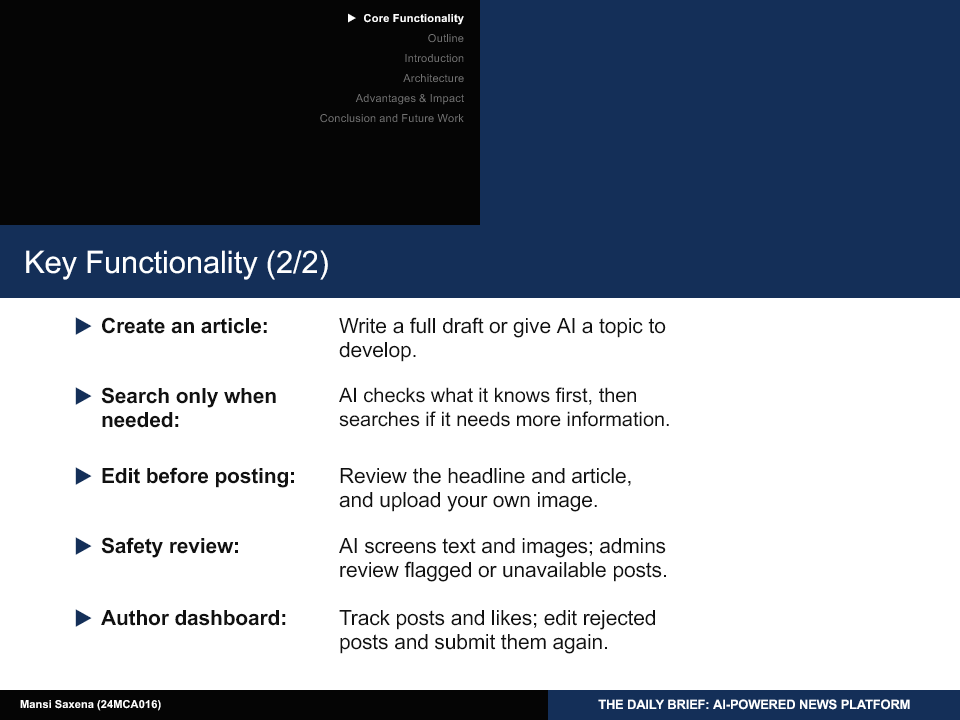 ▶ Core Functionality
Outline
Introduction
Architecture
Advantages & Impact
Conclusion and Future Work
Key Functionality (2/2)
▶ Create an article:
Write a full draft or give AI a topic to
develop.
▶ Search only when
needed:
AI checks what it knows first, then
searches if it needs more information.
▶ Edit before posting:
Review the headline and article,
and upload your own image.
▶ Safety review:
AI screens text and images; admins
review flagged or unavailable posts.
▶ Author dashboard:
Track posts and likes; edit rejected
posts and submit them again.
Mansi Saxena (24MCA016)
THE DAILY BRIEF: AI-POWERED NEWS PLATFORM